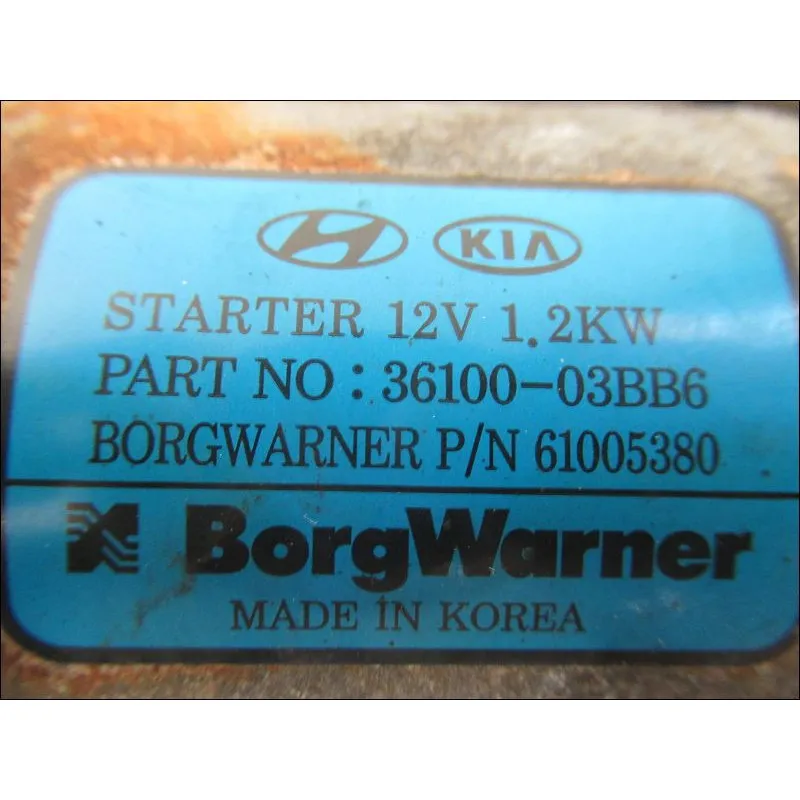 KIA
STARTER 12V 1.2KW
PART NO : 36100-03BB6
BORGWARNER P/N 61005380
BorgWarner
MADE IN KOREA